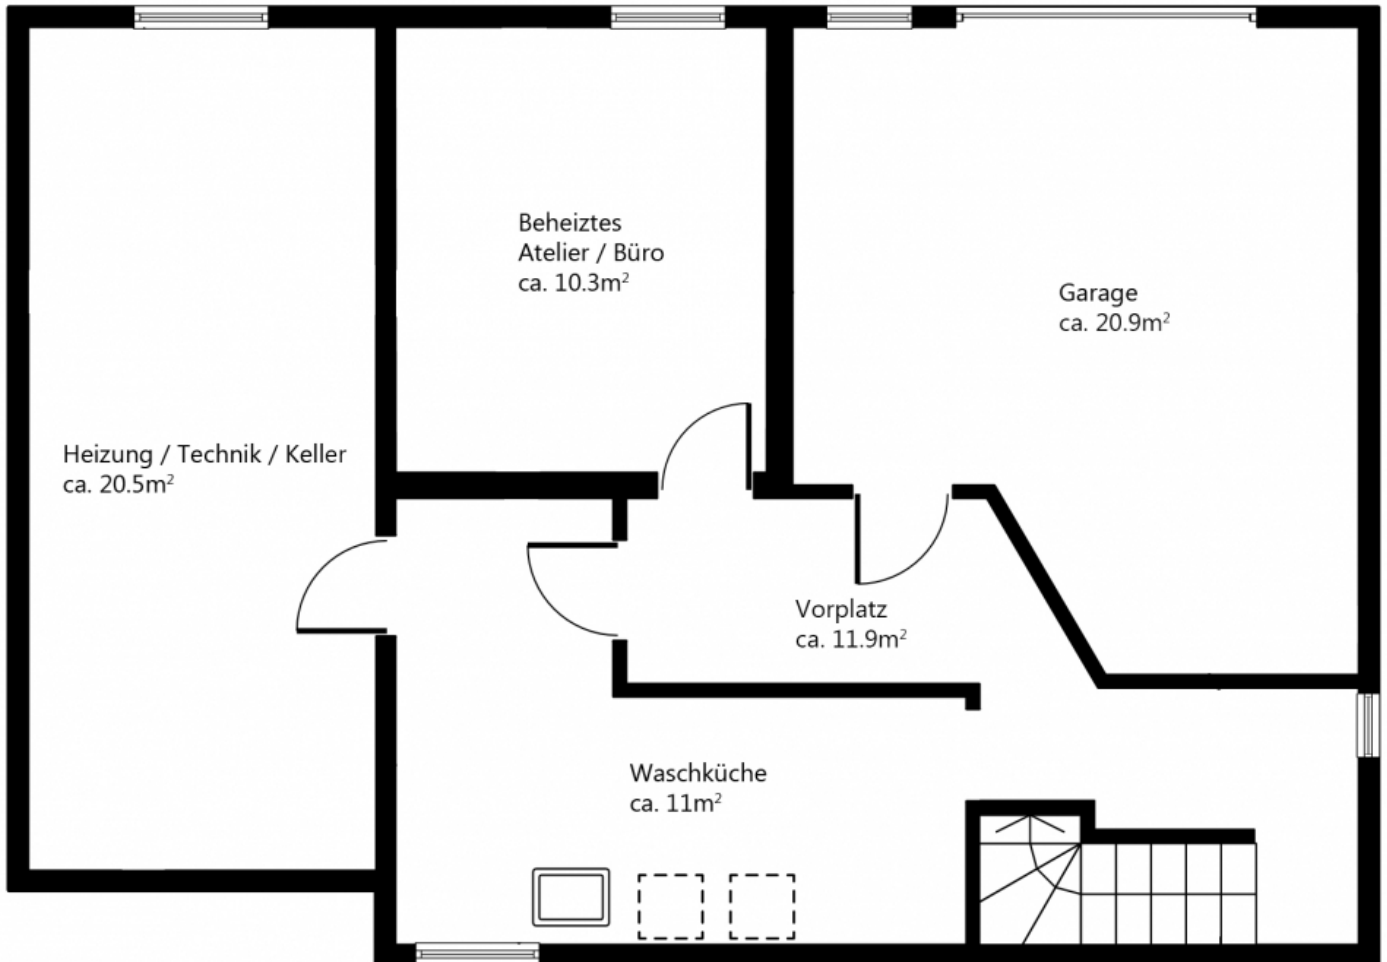 Beheiztes
Atelier / Büro
ca. 10.3m²
Garage
ca. 20.9m²
Heizung / Technik / Keller
ca. 20.5m²
Vorplatz
ca. 11.9m²
Waschküche
ca. 11m²